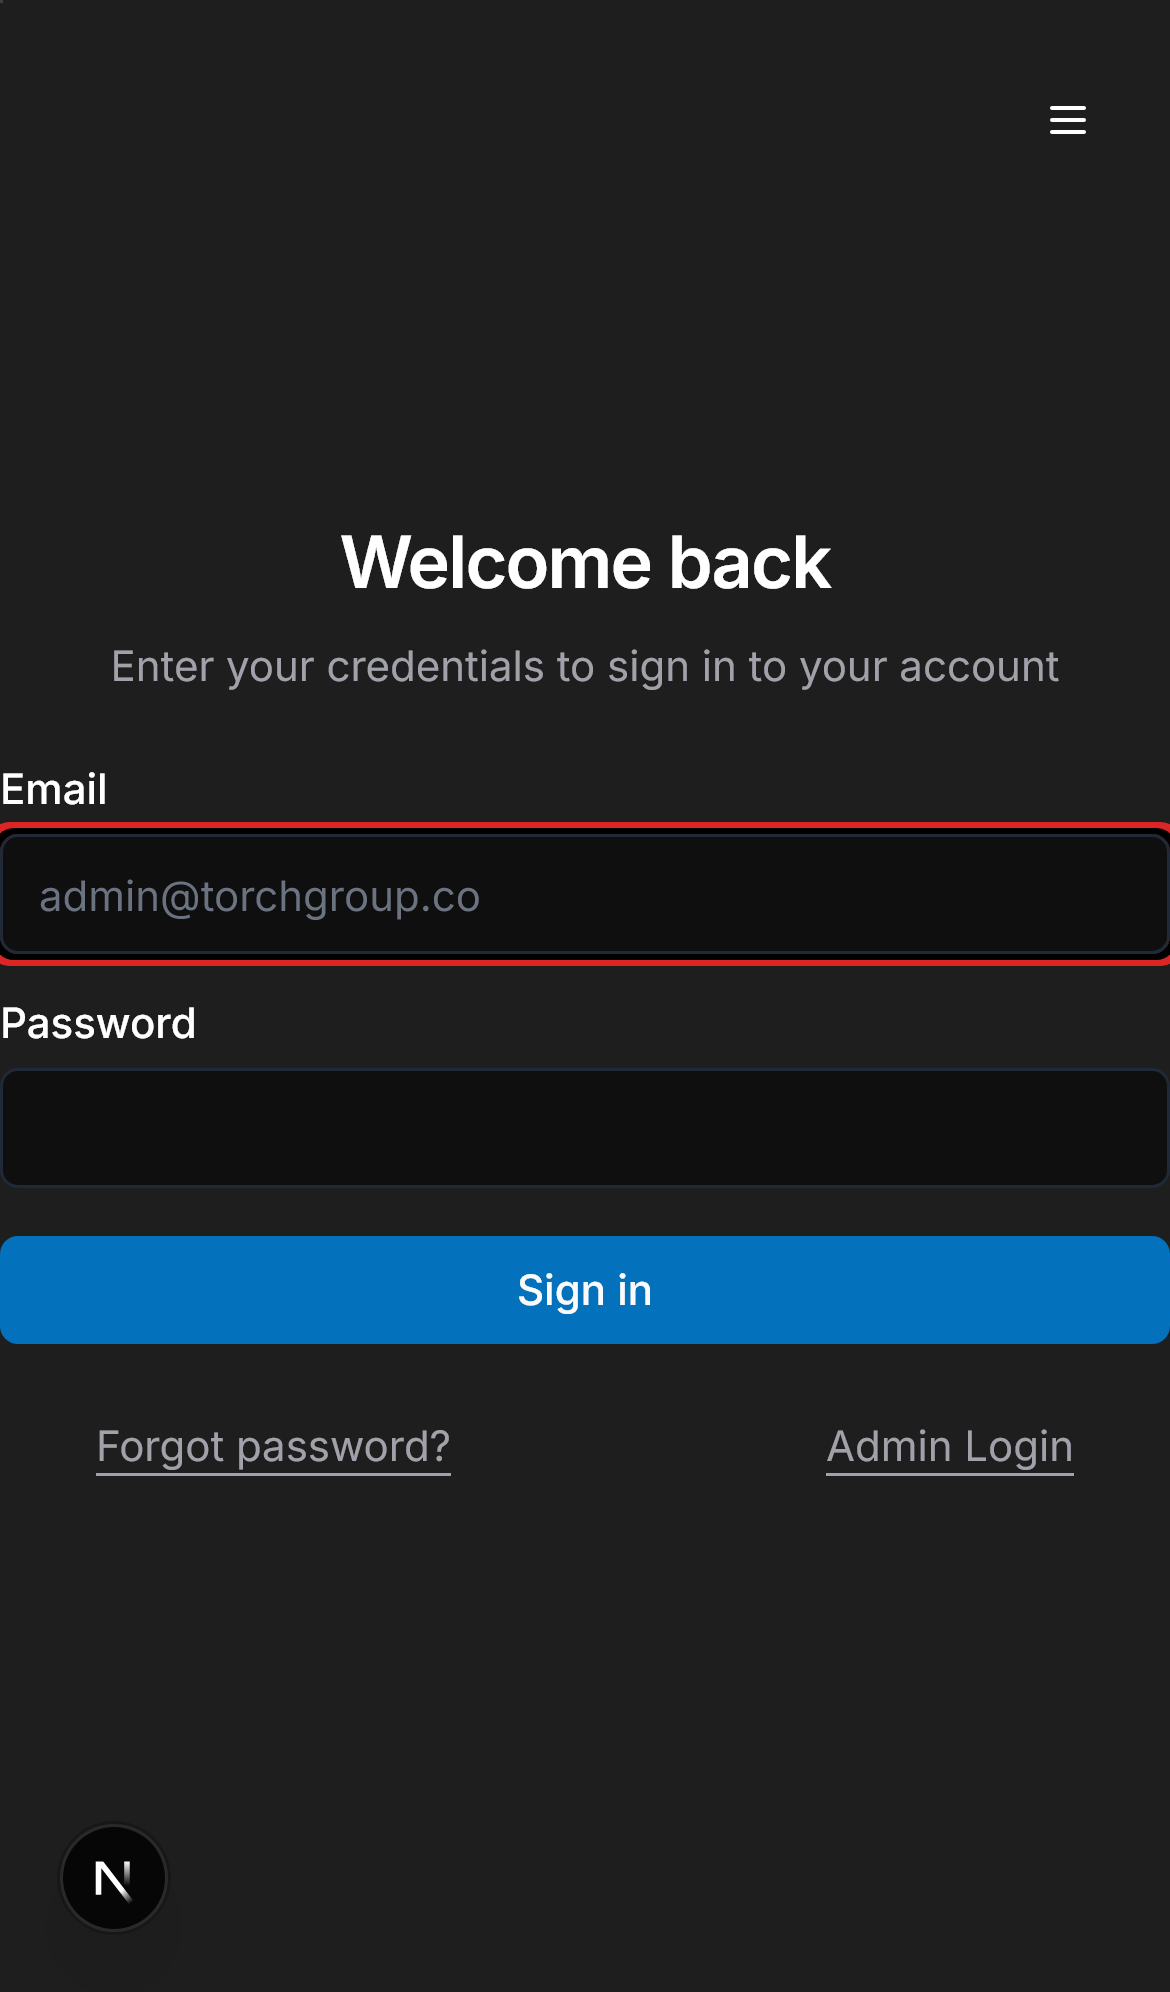 Welcome back
Enter your credentials to sign in to your account
Email
admin@torchgroup.co
Password
Sign in
Forgot password? Admin Login
N